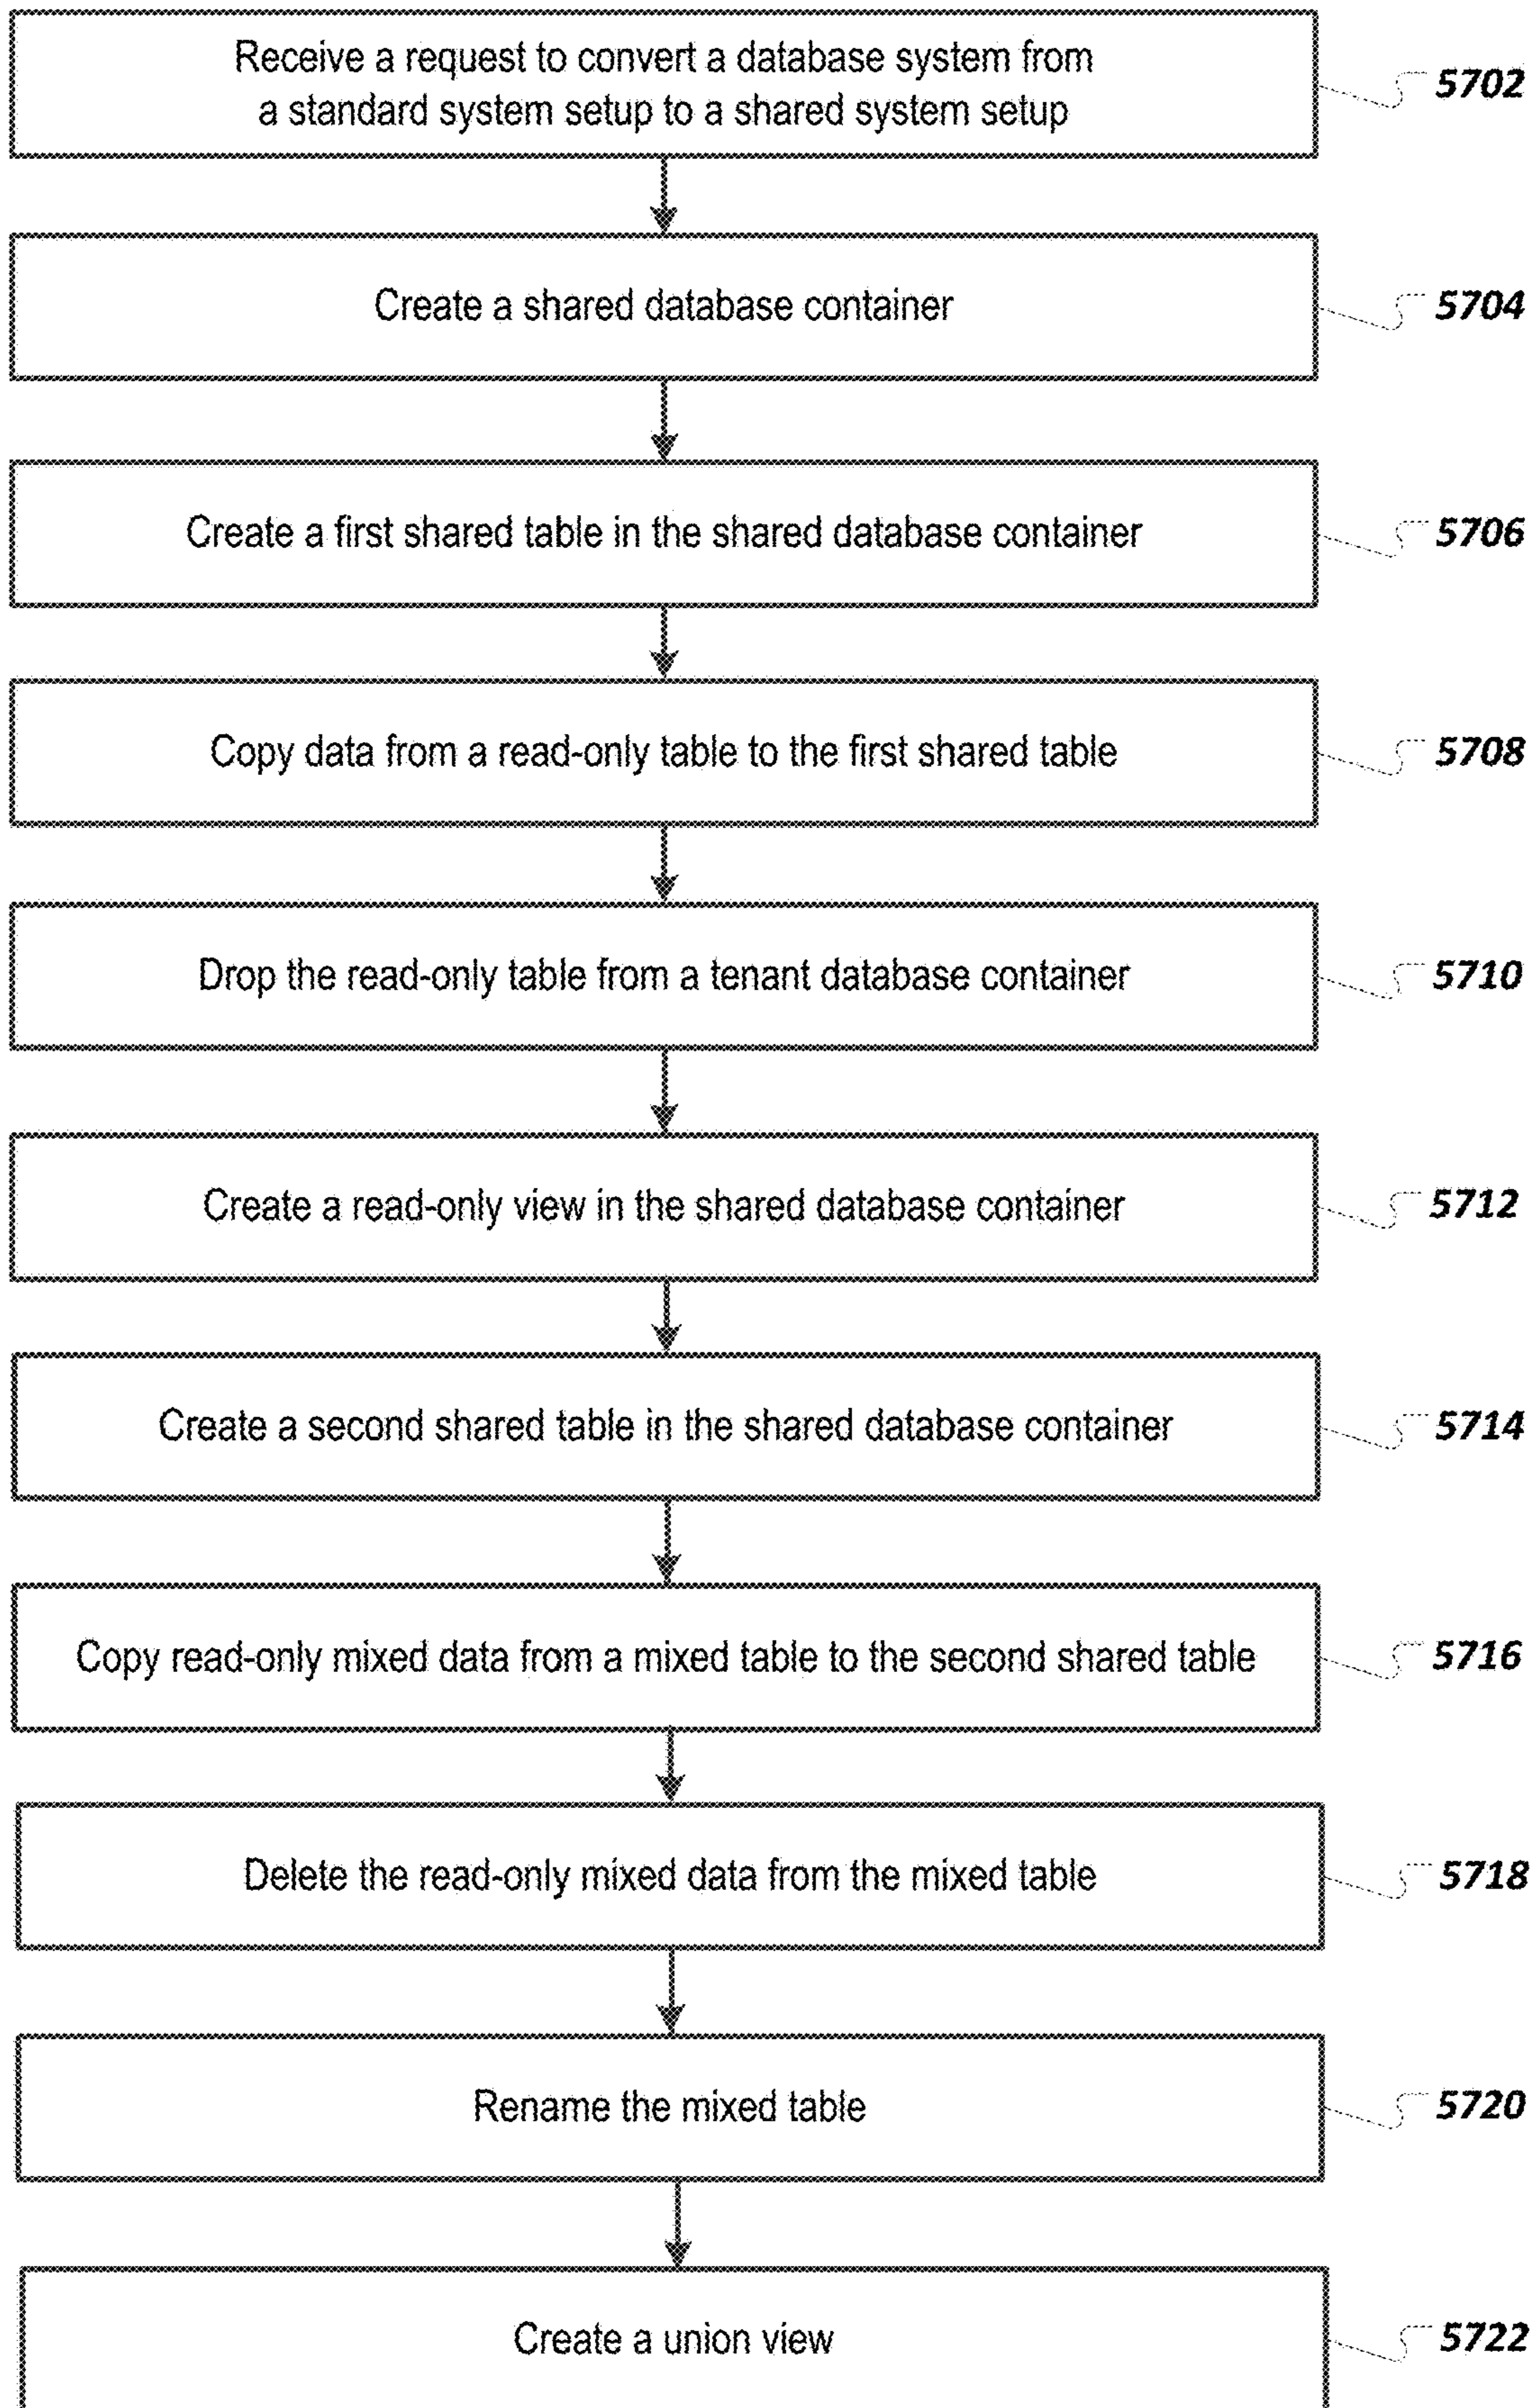 Receive a request to convert a database system from
a standard system setup to a shared system setup
5702
Create a shared database container
5704
Create a first shared table in the shared database container
5706
Copy data from a read-only table to the first shared table
5708
Drop the read-only table from a tenant database container
5710
Create a read-only view in the shared database container
5712
Create a second shared table in the shared database container
5714
Copy read-only mixed data from a mixed table to the second shared table
5716
Delete the read-only mixed data from the mixed table
5718
Rename the mixed table
5720
Create a union view
5722